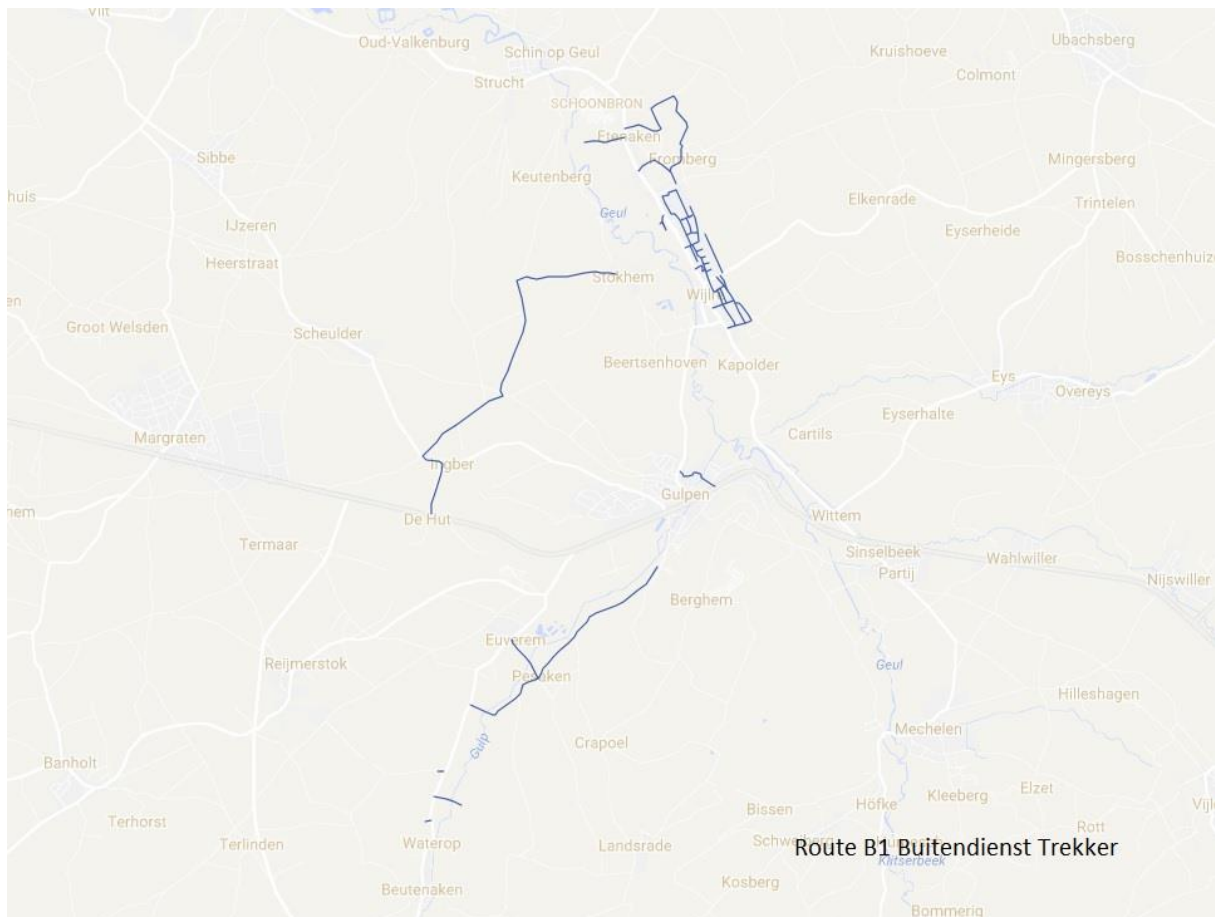 Vilt
Oud-Valkenburg
Schin op Geul
Kruishoeve
Ubachsberg
Colmont
Strucht
SCHOONBRON
Etenaken
Sibbe
Fromberg
Mingersberg
Keutenberg
huis
Elkenrade
Trintelen
Geul
IJzeren
Eyserheide
Heerstraat
Bosschenhuize
Stokhem
en
Wijlre
Groot Welsden
Scheulder
Beertsenhoven
Kapolder
Eys
Overeys
Eyserhalte
Margraten
Cartils
Ingber
Gulpen
hem
De Hut
Wittem
Termaar
Sinselbeek
Wahlwiller
Partij
Nijswiller
Berghem
Euverem
Reijmerstok
Geul
Pesaken
Hilleshagen
Mechelen
Gulp
Crapoel
Banholt
Elzet
Kleeberg
Höfke
Bissen
Vijl
Terhorst
Rott
Terlinden
Waterop
Landsrade
Schweiberg
Route B1 Buitendienst Trekker
Klitserbeek
Kosberg
Beutenaken
Bommerig